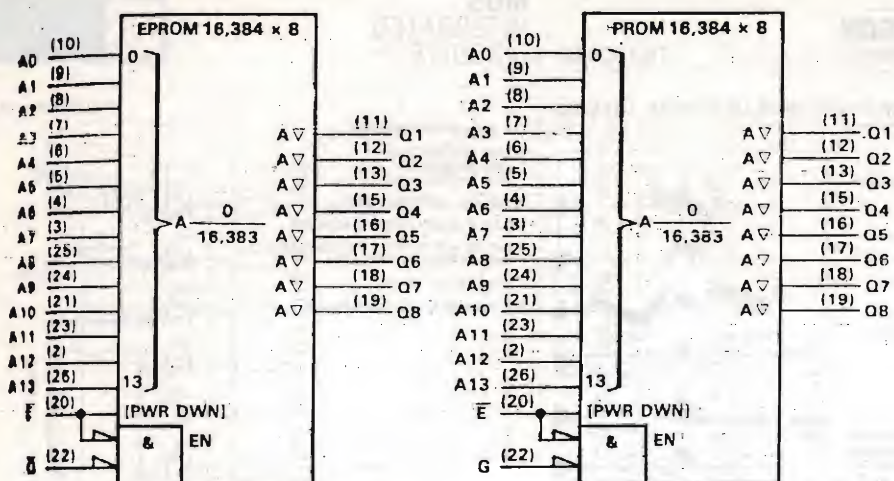 EPROM 16,384 × 8
A0 (10) 0
A1 (9)
A2 (8)
A3 (7) A▽ (11) Q1
A4 (6) A▽ (12) Q2
A5 (5) A▽ (13) Q3
A6 (4) A▽ (15) Q4
A7 (3) A 0 / 16,383 A▽ (16) Q5
A8 (25) A▽ (17) Q6
A9 (24) A▽ (18) Q7
A10 (21) A▽ (19) Q8
A11 (23)
A12 (2)
A13 (26) 13
(20) [PWR DWN]
& EN
(22)
PROM 16,384 × 8
A0 (10) 0
A1 (9)
A2 (8)
A3 (7) A▽ (11) Q1
A4 (6) A▽ (12) Q2
A5 (5) A▽ (13) Q3
A6 (4) A▽ (15) Q4
A7 (3) A 0 / 16,383 A▽ (16) Q5
A8 (25) A▽ (17) Q6
A9 (24) A▽ (18) Q7
A10 (21) A▽ (19) Q8
A11 (23)
A12 (2)
A13 (26) 13
E̅ (20) [PWR DWN]
& EN
G (22)